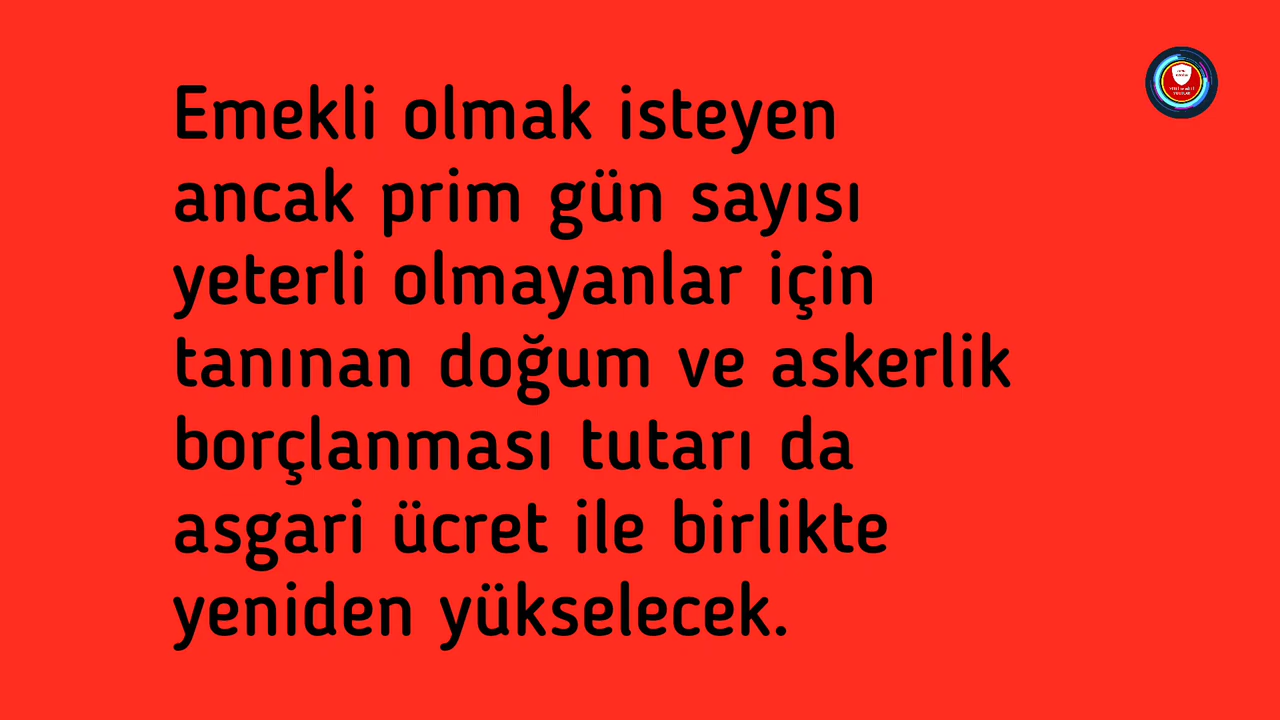 Emekli olmak isteyen
ancak prim gün sayısı
yeterli olmayanlar için
tanınan doğum ve askerlik
borçlanması tutarı da
asgari ücret ile birlikte
yeniden yükselecek.